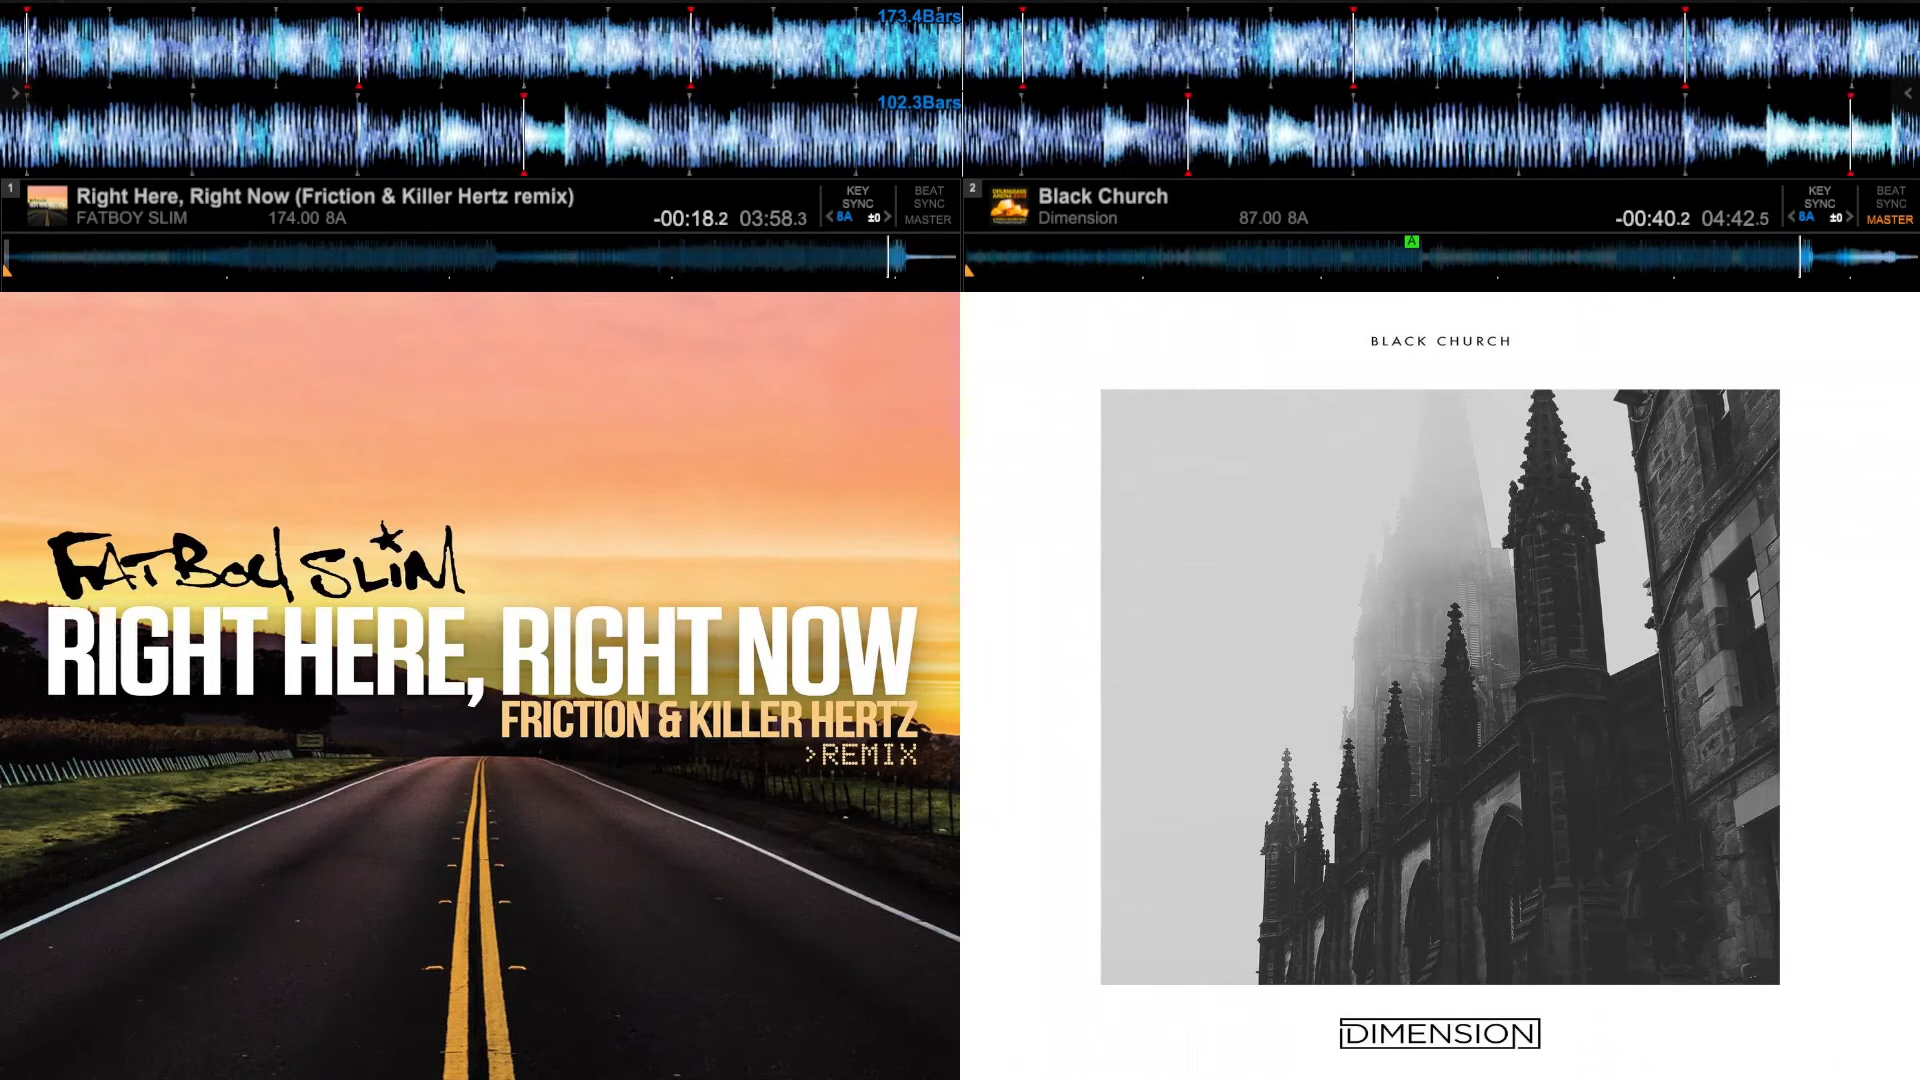 173.4Bars
102.3Bars
1
Right Here, Right Now (Friction & Killer Hertz remix)
FATBOY SLIM 174.00 8A
-00:18.2 03:58.3
KEY SYNC
8A ±0
BEAT SYNC
MASTER
2
Black Church
Dimension 87.00 8A
-00:40.2 04:42.5
KEY SYNC
8A ±0
BEAT SYNC
MASTER
A
FATBOY SLIM
RIGHT HERE, RIGHT NOW
FRICTION & KILLER HERTZ
>REMIX
BLACK CHURCH
DIMENSION